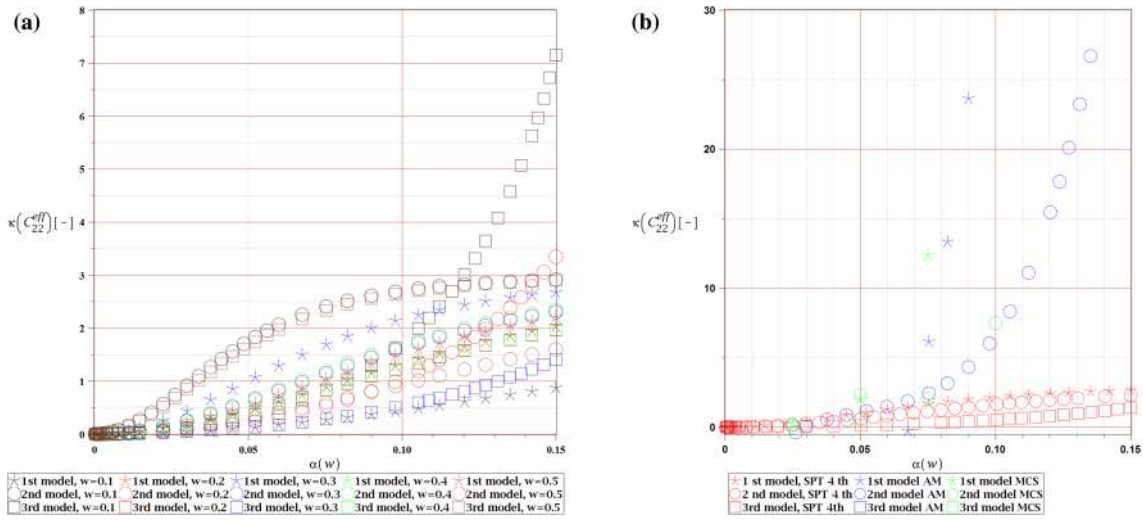 (a)
8
7
6
5
κ(C22^eff)[-]
4
3
2
1
0
0 0.05 0.10 0.15
α(w)
1st model, w=0.1 1st model, w=0.2 1st model, w=0.3 1st model, w=0.4 1st model, w=0.5
2nd model, w=0.1 2nd model, w=0.2 2nd model, w=0.3 2nd model, w=0.4 2nd model, w=0.5
3rd model, w=0.1 3rd model, w=0.2 3rd model, w=0.3 3rd model, w=0.4 3rd model, w=0.5
(b)
30
20
κ(C22^eff)[-]
10
0
0 0.05 0.10 0.15
α(w)
1 st model, SPT 4 th 1st model AM 1st model MCS
2 nd model, SPT 4 th 2nd model AM 2nd model MCS
3rd model, SPT 4th 3rd model AM 3rd model MCS